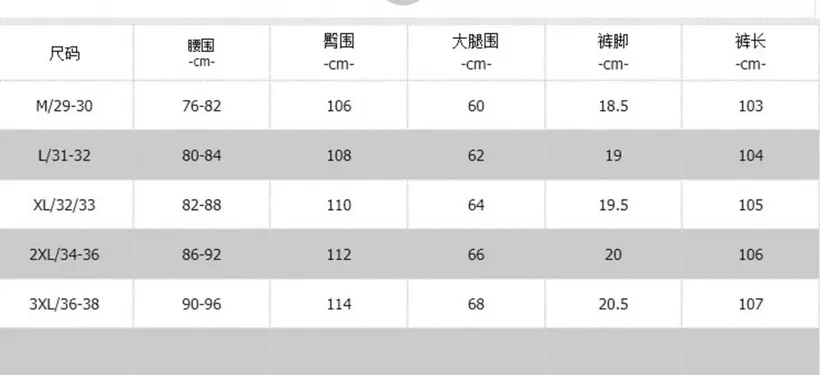 尺码 腰围 臀围 大腿围 裤脚 裤长
-cm- -cm- -cm- -cm- -cm-
M/29-30 76-82 106 60 18.5 103
L/31-32 80-84 108 62 19 104
XL/32/33 82-88 110 64 19.5 105
2XL/34-36 86-92 112 66 20 106
3XL/36-38 90-96 114 68 20.5 107